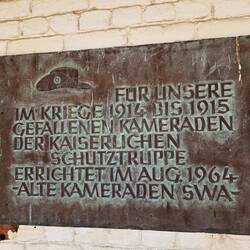 FÜR UNSERE
IM KRIEGE 1914 BIS 1915
GEFALLENEN KAMERADEN
DER KAISERLICHEN
SCHUTZTRUPPE
ERRICHTET IM AUG. 1964
-ALTE KAMERADEN SWA-